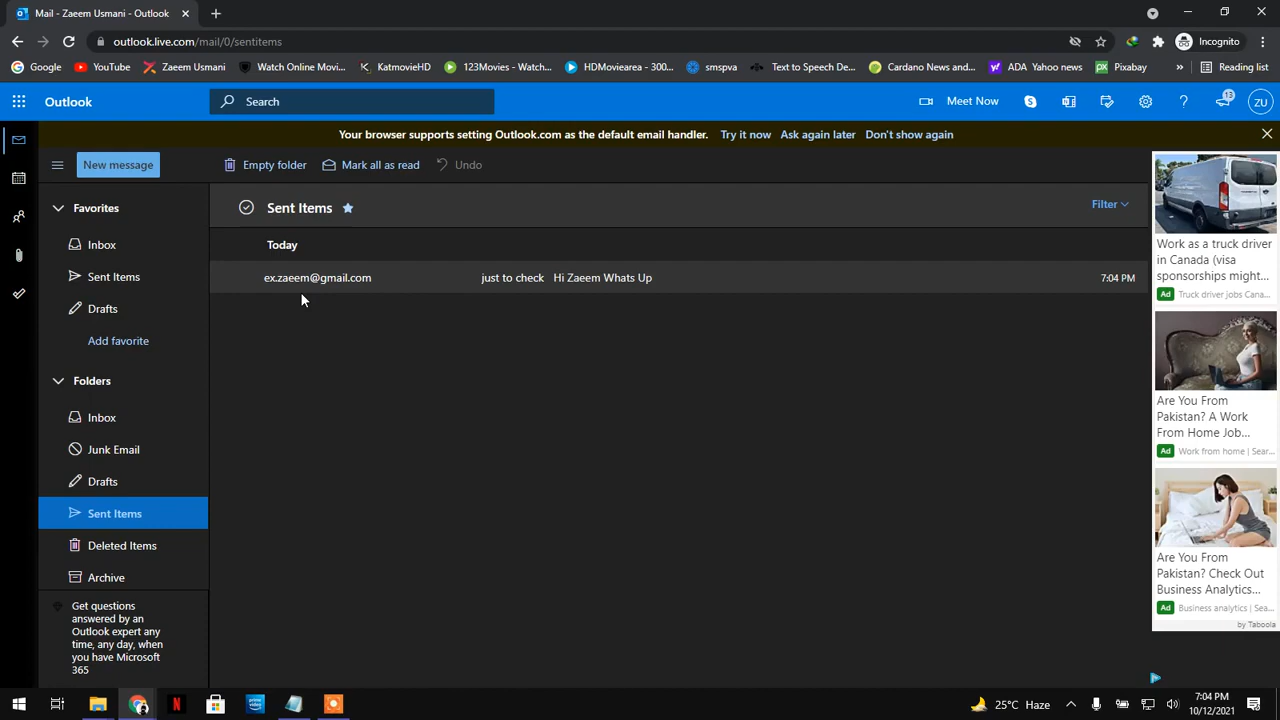 Mail - Zaeem Usmani - Outlook
outlook.live.com/mail/0/sentitems
Incognito
Google
YouTube
Zaeem Usmani
Watch Online Movi...
KatmovieHD
123Movies - Watc...
HDMoviearea - 300...
smspva
Text to Speech De...
Cardano News and...
ADA Yahoo news
Pixabay
»
Reading list
Outlook
Search
Meet Now
13
ZU
Your browser supports setting Outlook.com as the default email handler. Try it now Ask again later Don't show again
New message
Empty folder
Mark all as read
Undo
Favorites
Inbox
Sent Items
Drafts
Add favorite
Folders
Inbox
Junk Email
Drafts
Sent Items
Deleted Items
Archive
Get questions
answered by an
Outlook expert any
time, any day, when
you have Microsoft
365
Sent Items
Filter
Today
ex.zaeem@gmail.com just to check Hi Zaeem Whats Up 7:04 PM
Work as a truck driver
in Canada (visa
sponsorships might...
Ad Truck driver jobs Cana...
Are You From
Pakistan? A Work
From Home Job...
Ad Work from home | Sear...
Are You From
Pakistan? Check Out
Business Analytics...
Ad Business analytics | Sea...
by Taboola
prime video
25°C Haze
7:04 PM
10/12/2021